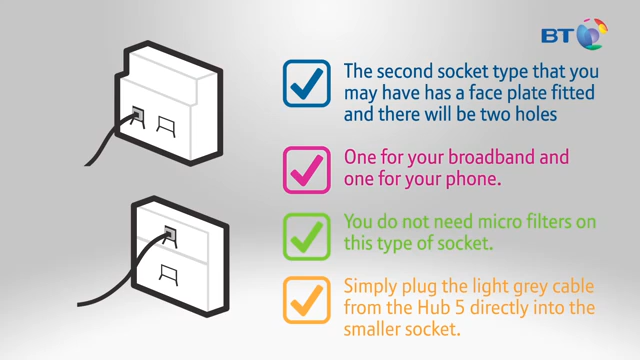 BT
The second socket type that you
may have has a face plate fitted
and there will be two holes
One for your broadband and
one for your phone.
You do not need micro filters on
this type of socket.
Simply plug the light grey cable
from the Hub 5 directly into the
smaller socket.